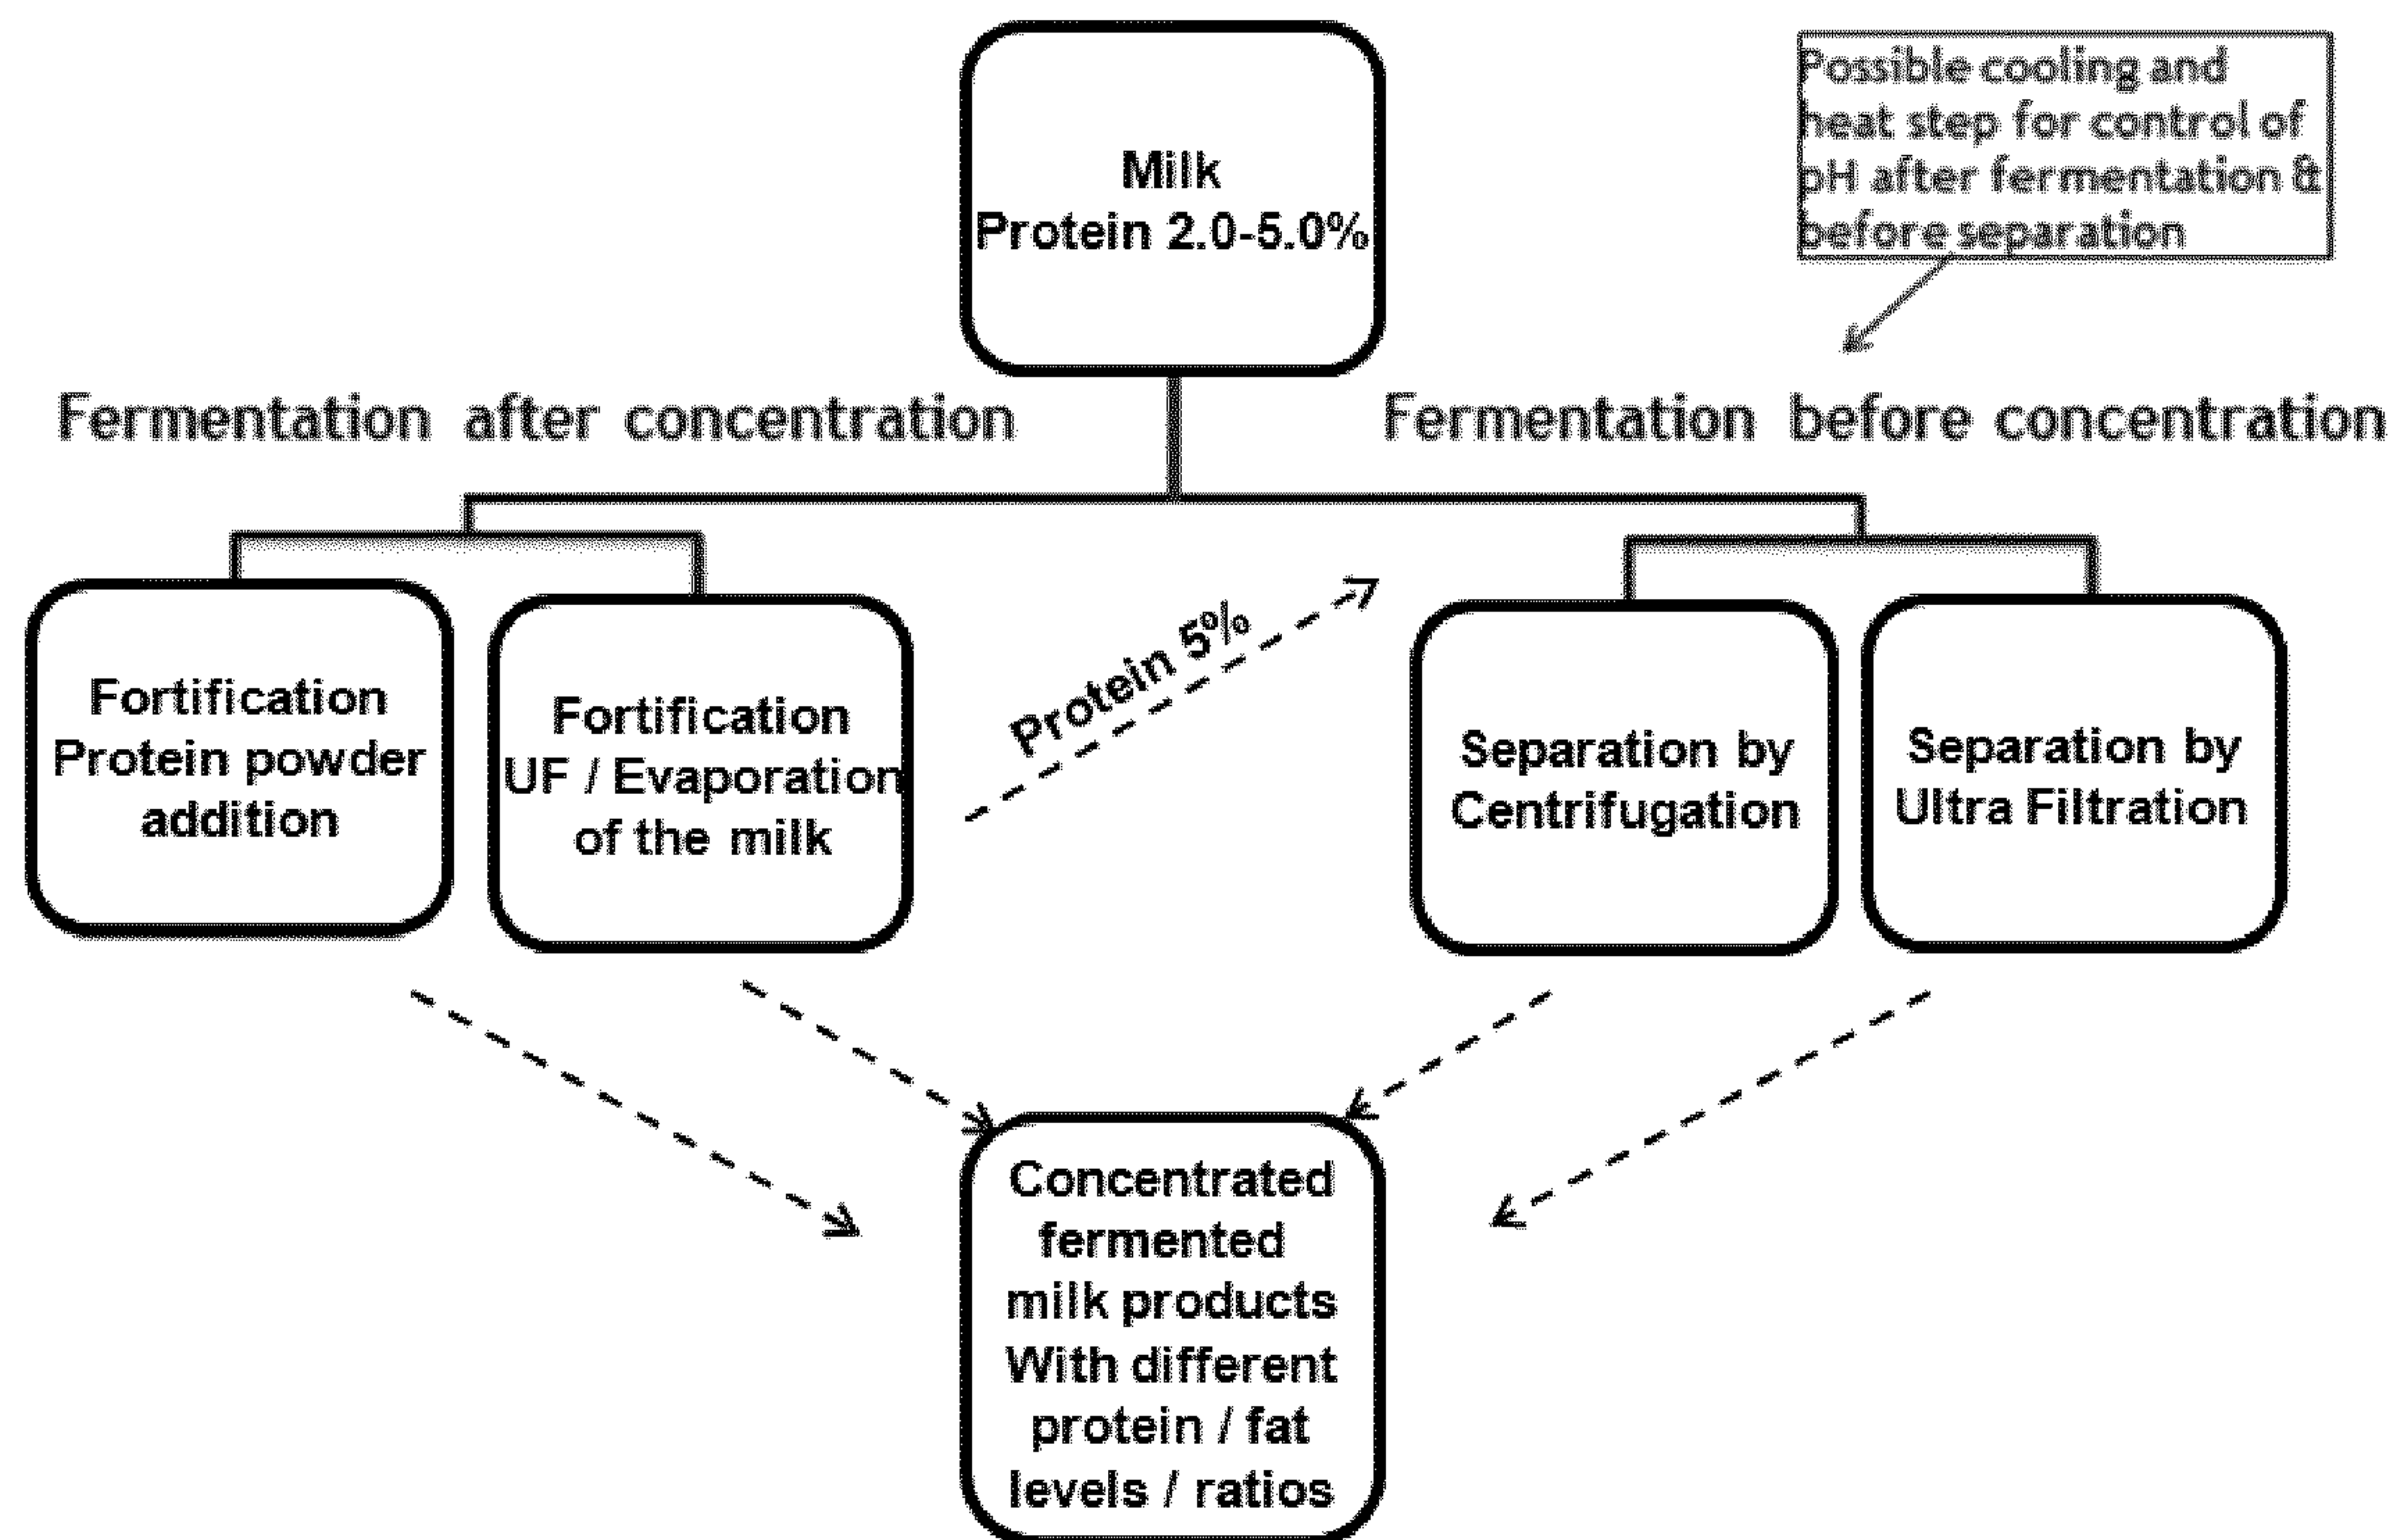 Milk
Protein 2.0-5.0%
Possible cooling and
heat step for control of
pH after fermentation &
before separation
Fermentation after concentration
Fermentation before concentration
Fortification
Protein powder
addition
Fortification
UF / Evaporation
of the milk
Protein 5%
Separation by
Centrifugation
Separation by
Ultra Filtration
Concentrated
fermented
milk products
With different
protein / fat
levels / ratios